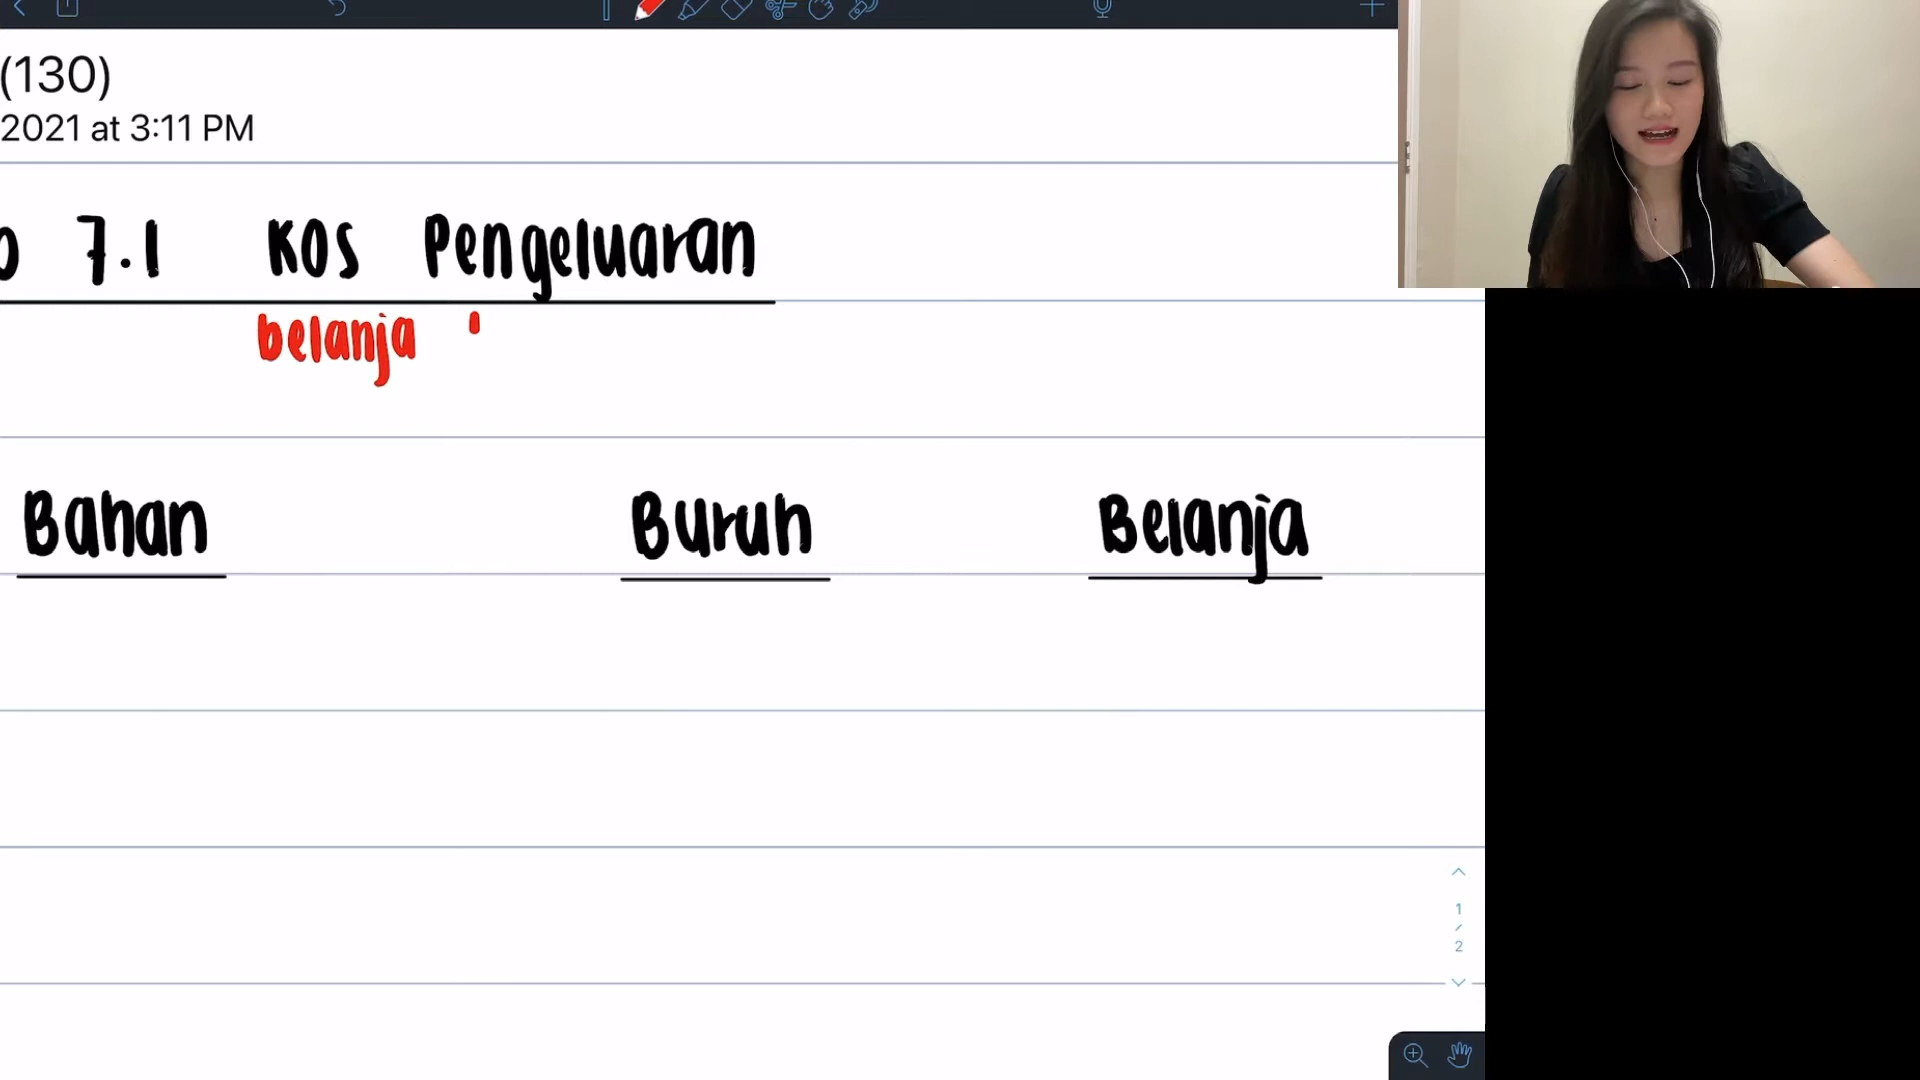 (130)
2021 at 3:11 PM
7.1 Kos Pengeluaran
belanja
Bahan Buruh Belanja
1
/
2